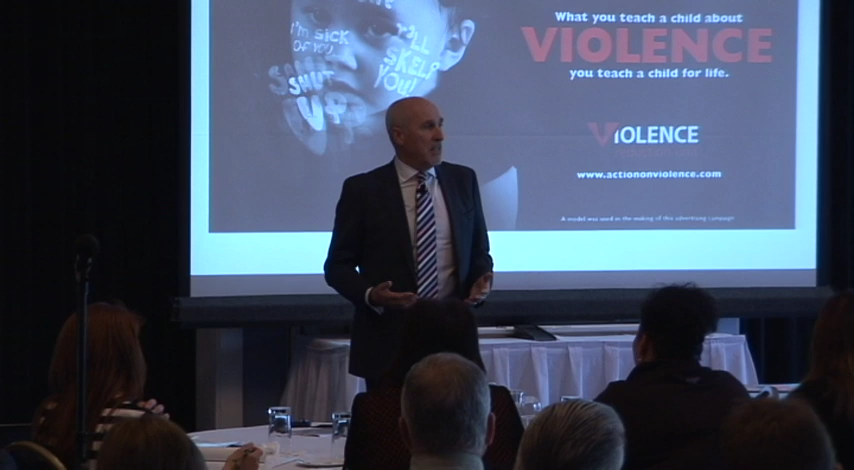 I'm SICK
OF YOU
I'LL
SKELP
YOU!
SHUT
UP
What you teach a child about
VIOLENCE
you teach a child for life.
VIOLENCE
www.actiononviolence.com
A model was used in the making of this advertising campaign